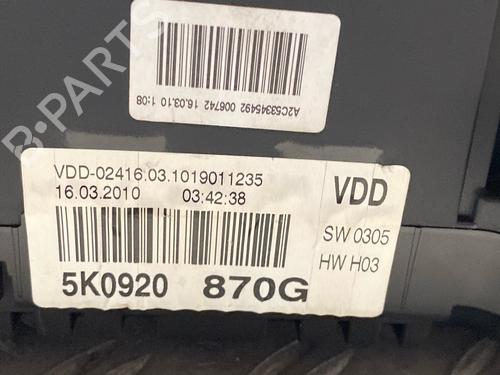 B-PARTS
A2C53345492 006742 16.03.10 1:08
VDD-02416.03.1019011235
16.03.2010 03:42:38
5K0920 870G
VDD
SW 0305
HW H03